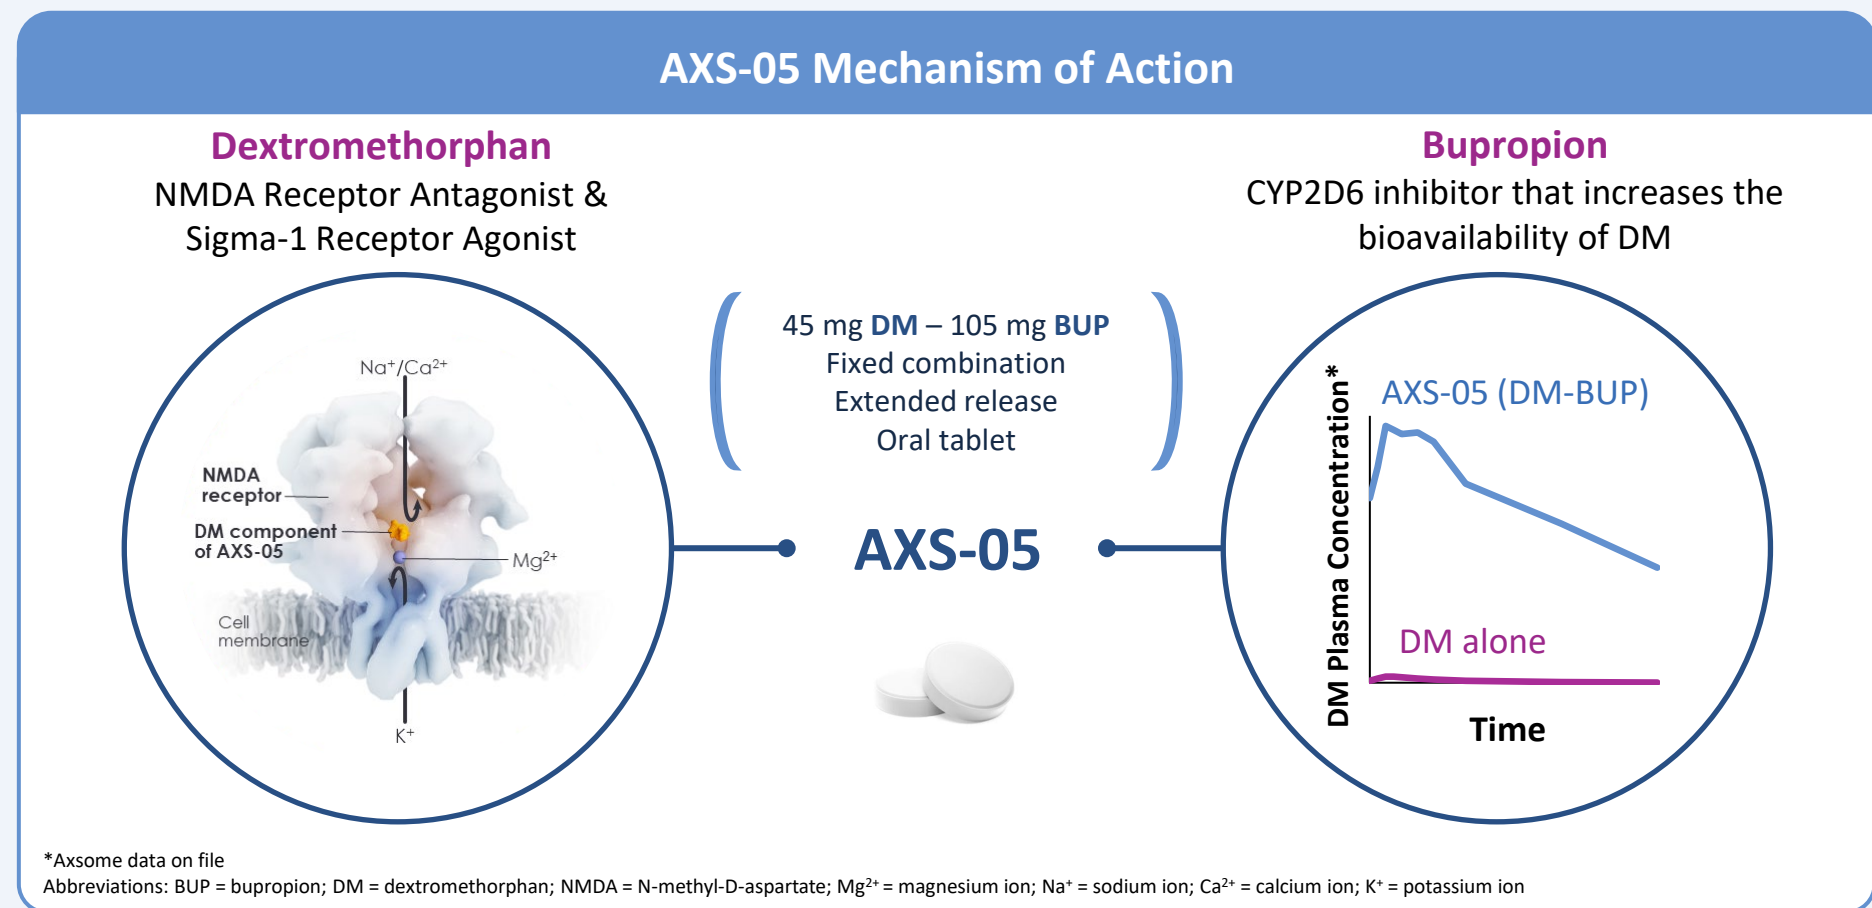 AXS-05 Mechanism of Action
Dextromethorphan
NMDA Receptor Antagonist &
Sigma-1 Receptor Agonist
Na⁺/Ca²⁺
NMDA
receptor
DM component
of AXS-05
Mg²⁺
Cell
membrane
K⁺
45 mg DM – 105 mg BUP
Fixed combination
Extended release
Oral tablet
AXS-05
Bupropion
CYP2D6 inhibitor that increases the
bioavailability of DM
DM Plasma Concentration*
AXS-05 (DM-BUP)
DM alone
Time
*Axsome data on file
Abbreviations: BUP = bupropion; DM = dextromethorphan; NMDA = N-methyl-D-aspartate; Mg²⁺ = magnesium ion; Na⁺ = sodium ion; Ca²⁺ = calcium ion; K⁺ = potassium ion